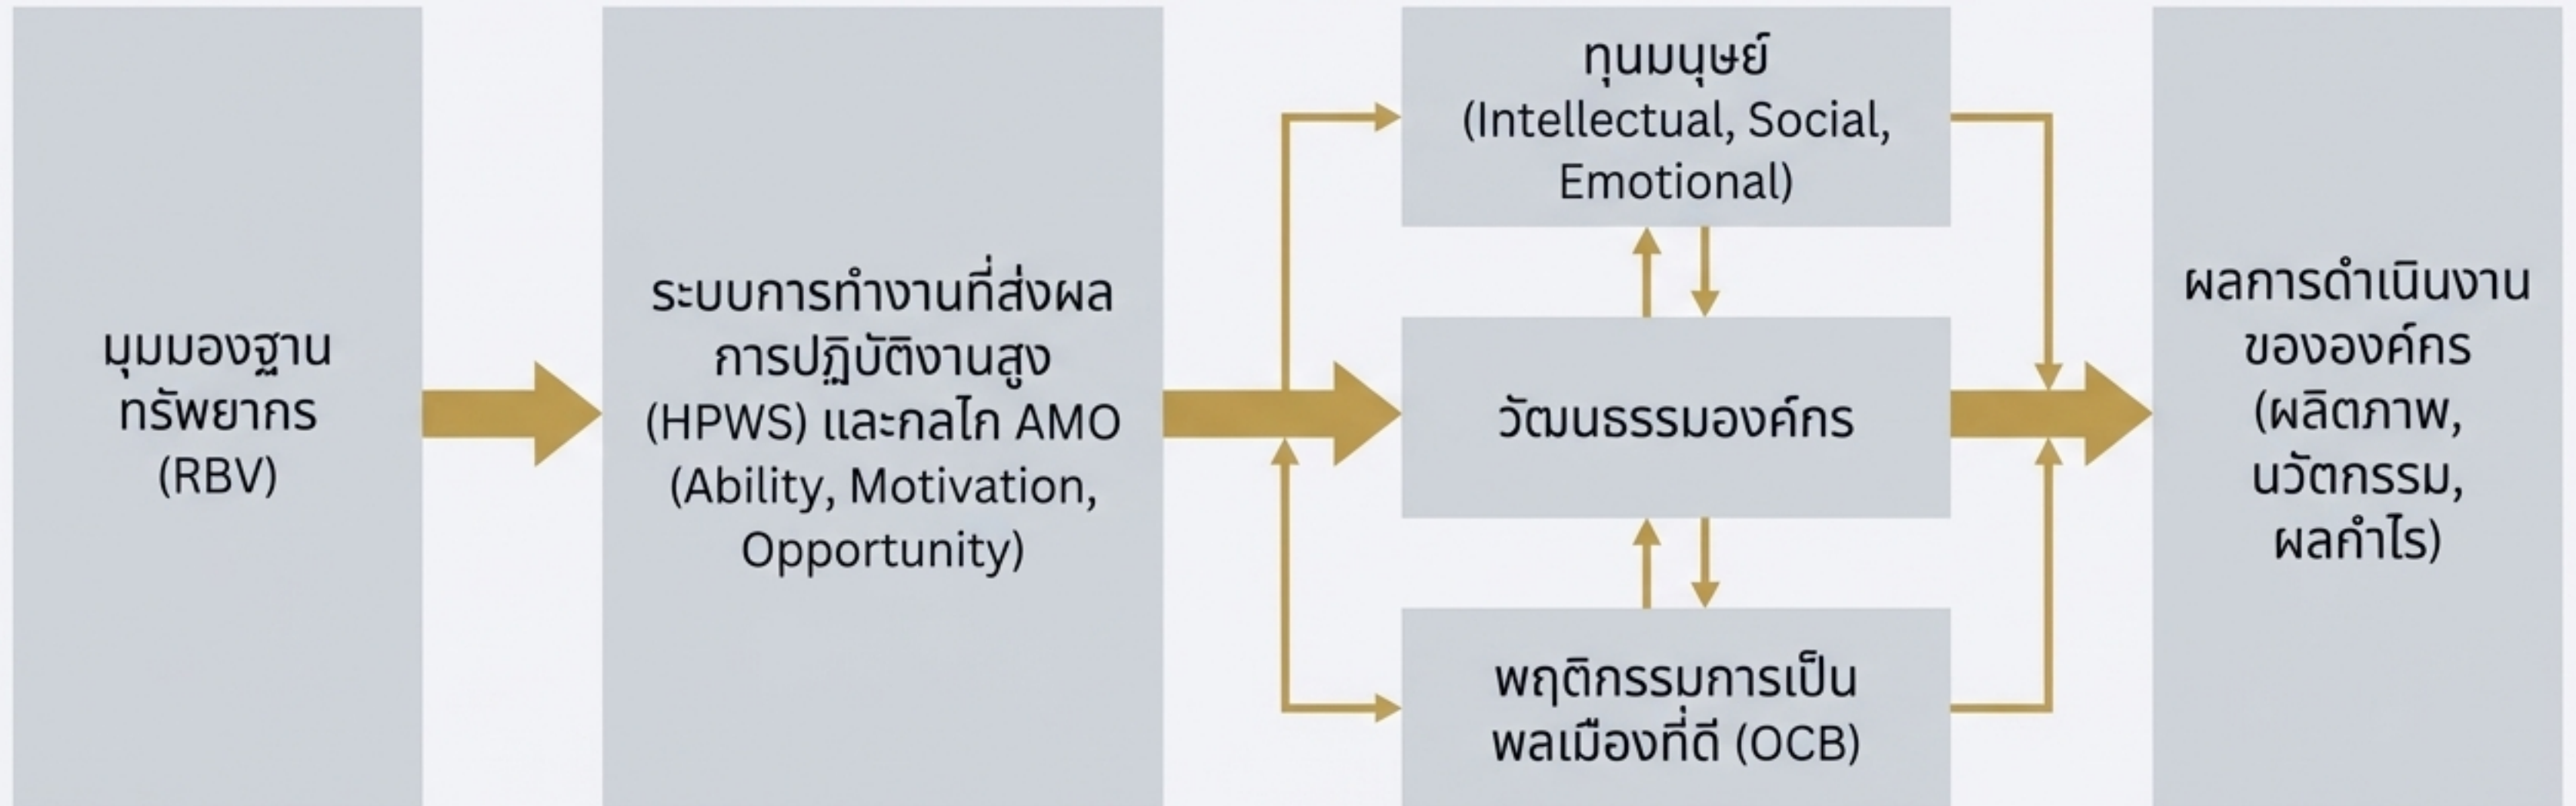 มุมมองฐาน
ทรัพยากร
(RBV)
ระบบการทำงานที่ส่งผล
การปฏิบัติงานสูง
(HPWS) และกลไก AMO
(Ability, Motivation,
Opportunity)
ทุนมนุษย์
(Intellectual, Social,
Emotional)
วัฒนธรรมองค์กร
พฤติกรรมการเป็น
พลเมืองที่ดี (OCB)
ผลการดำเนินงาน
ขององค์กร
(ผลิตภาพ,
นวัตกรรม,
ผลกำไร)